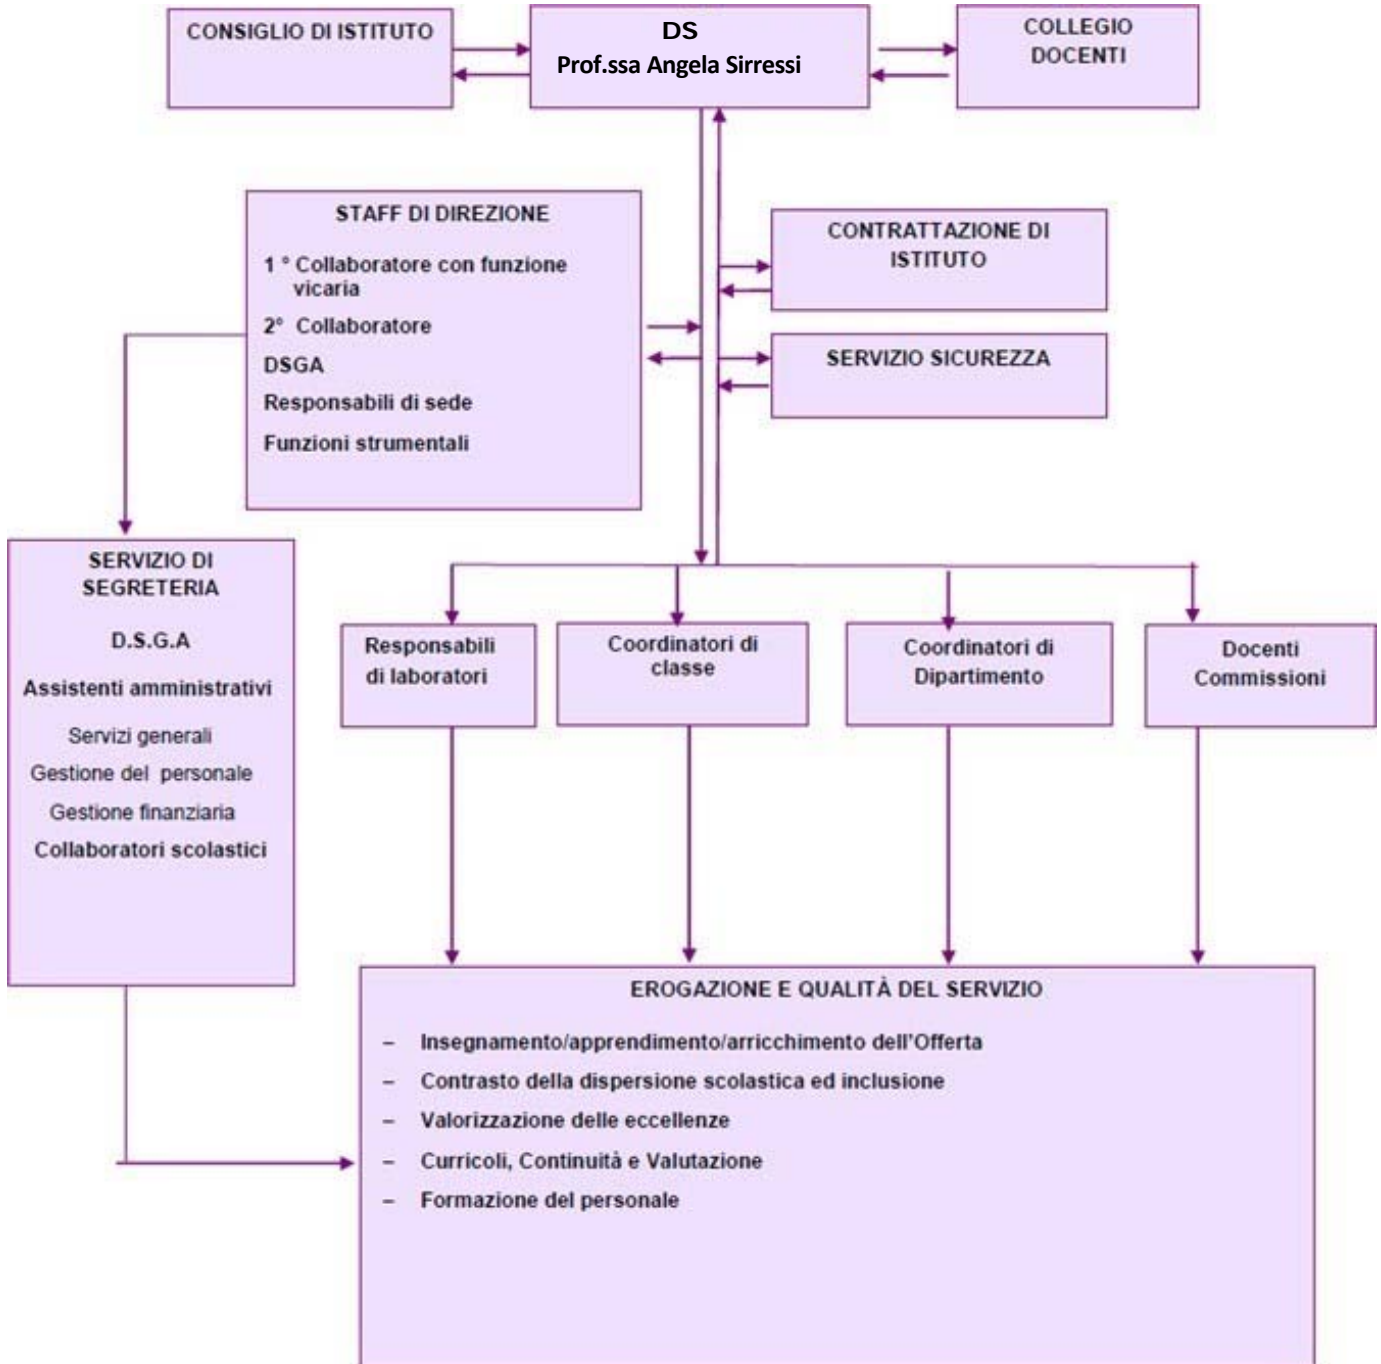 CONSIGLIO DI ISTITUTO
DS
Prof.ssa Angela Sirressi
COLLEGIO
DOCENTI
STAFF DI DIREZIONE
1 ° Collaboratore con funzione
vicaria
2° Collaboratore
DSGA
Responsabili di sede
Funzioni strumentali
CONTRATTAZIONE DI
ISTITUTO
SERVIZIO SICUREZZA
SERVIZIO DI
SEGRETERIA
D.S.G.A
Assistenti amministrativi
Servizi generali
Gestione del personale
Gestione finanziaria
Collaboratori scolastici
Responsabili
di laboratori
Coordinatori di
classe
Coordinatori di
Dipartimento
Docenti
Commissioni
EROGAZIONE E QUALITÀ DEL SERVIZIO
– Insegnamento/apprendimento/arricchimento dell'Offerta
– Contrasto della dispersione scolastica ed inclusione
– Valorizzazione delle eccellenze
– Curricoli, Continuità e Valutazione
– Formazione del personale